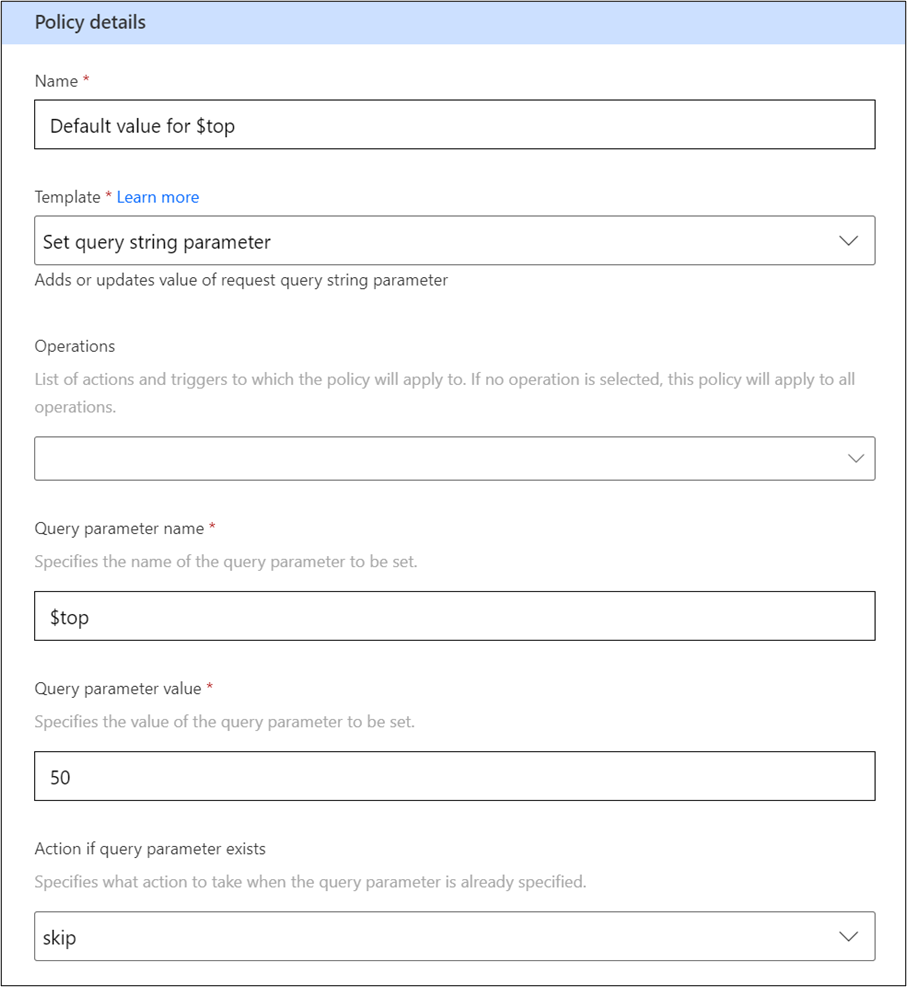 Policy details
Name *
Default value for $top
Template * Learn more
Set query string parameter
Adds or updates value of request query string parameter
Operations
List of actions and triggers to which the policy will apply to. If no operation is selected, this policy will apply to all
operations.
Query parameter name *
Specifies the name of the query parameter to be set.
$top
Query parameter value *
Specifies the value of the query parameter to be set.
50
Action if query parameter exists
Specifies what action to take when the query parameter is already specified.
skip